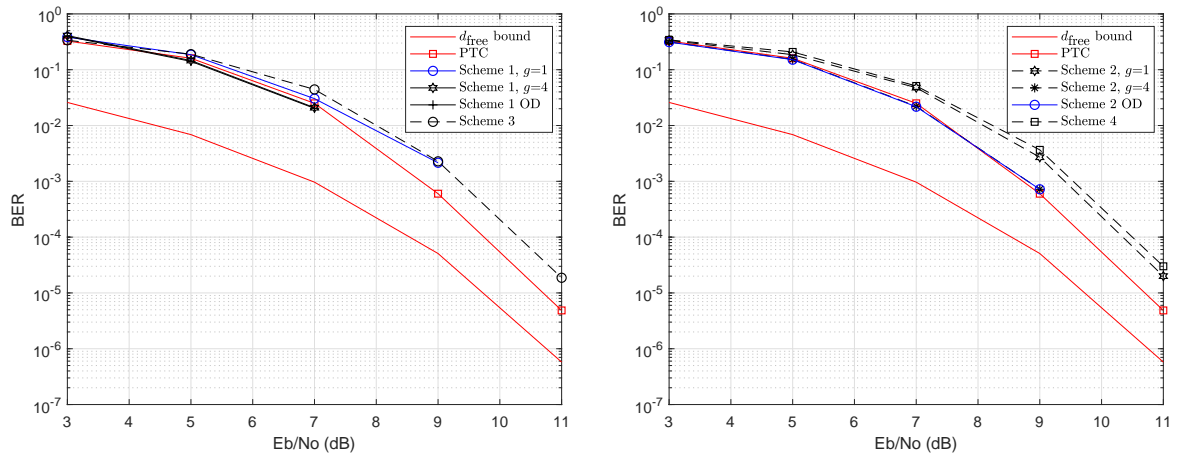 10^0
10^-1
10^-2
10^-3
10^-4
10^-5
10^-6
10^-7
BER
3 4 5 6 7 8 9 10 11
Eb/No (dB)
d_free bound
PTC
Scheme 1, g=1
Scheme 1, g=4
Scheme 1 OD
Scheme 3
10^0
10^-1
10^-2
10^-3
10^-4
10^-5
10^-6
10^-7
BER
3 4 5 6 7 8 9 10 11
Eb/No (dB)
d_free bound
PTC
Scheme 2, g=1
Scheme 2, g=4
Scheme 2 OD
Scheme 4